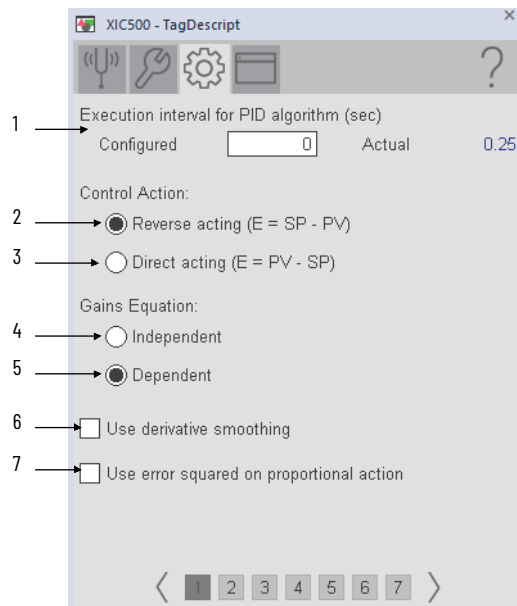 XIC500 - TagDescript
×
?
Execution interval for PID algorithm (sec)
1
Configured 0 Actual 0.25
Control Action:
2
Reverse acting (E = SP - PV)
3
Direct acting (E = PV - SP)
Gains Equation:
4
Independent
5
Dependent
6
Use derivative smoothing
7
Use error squared on proportional action
1 2 3 4 5 6 7